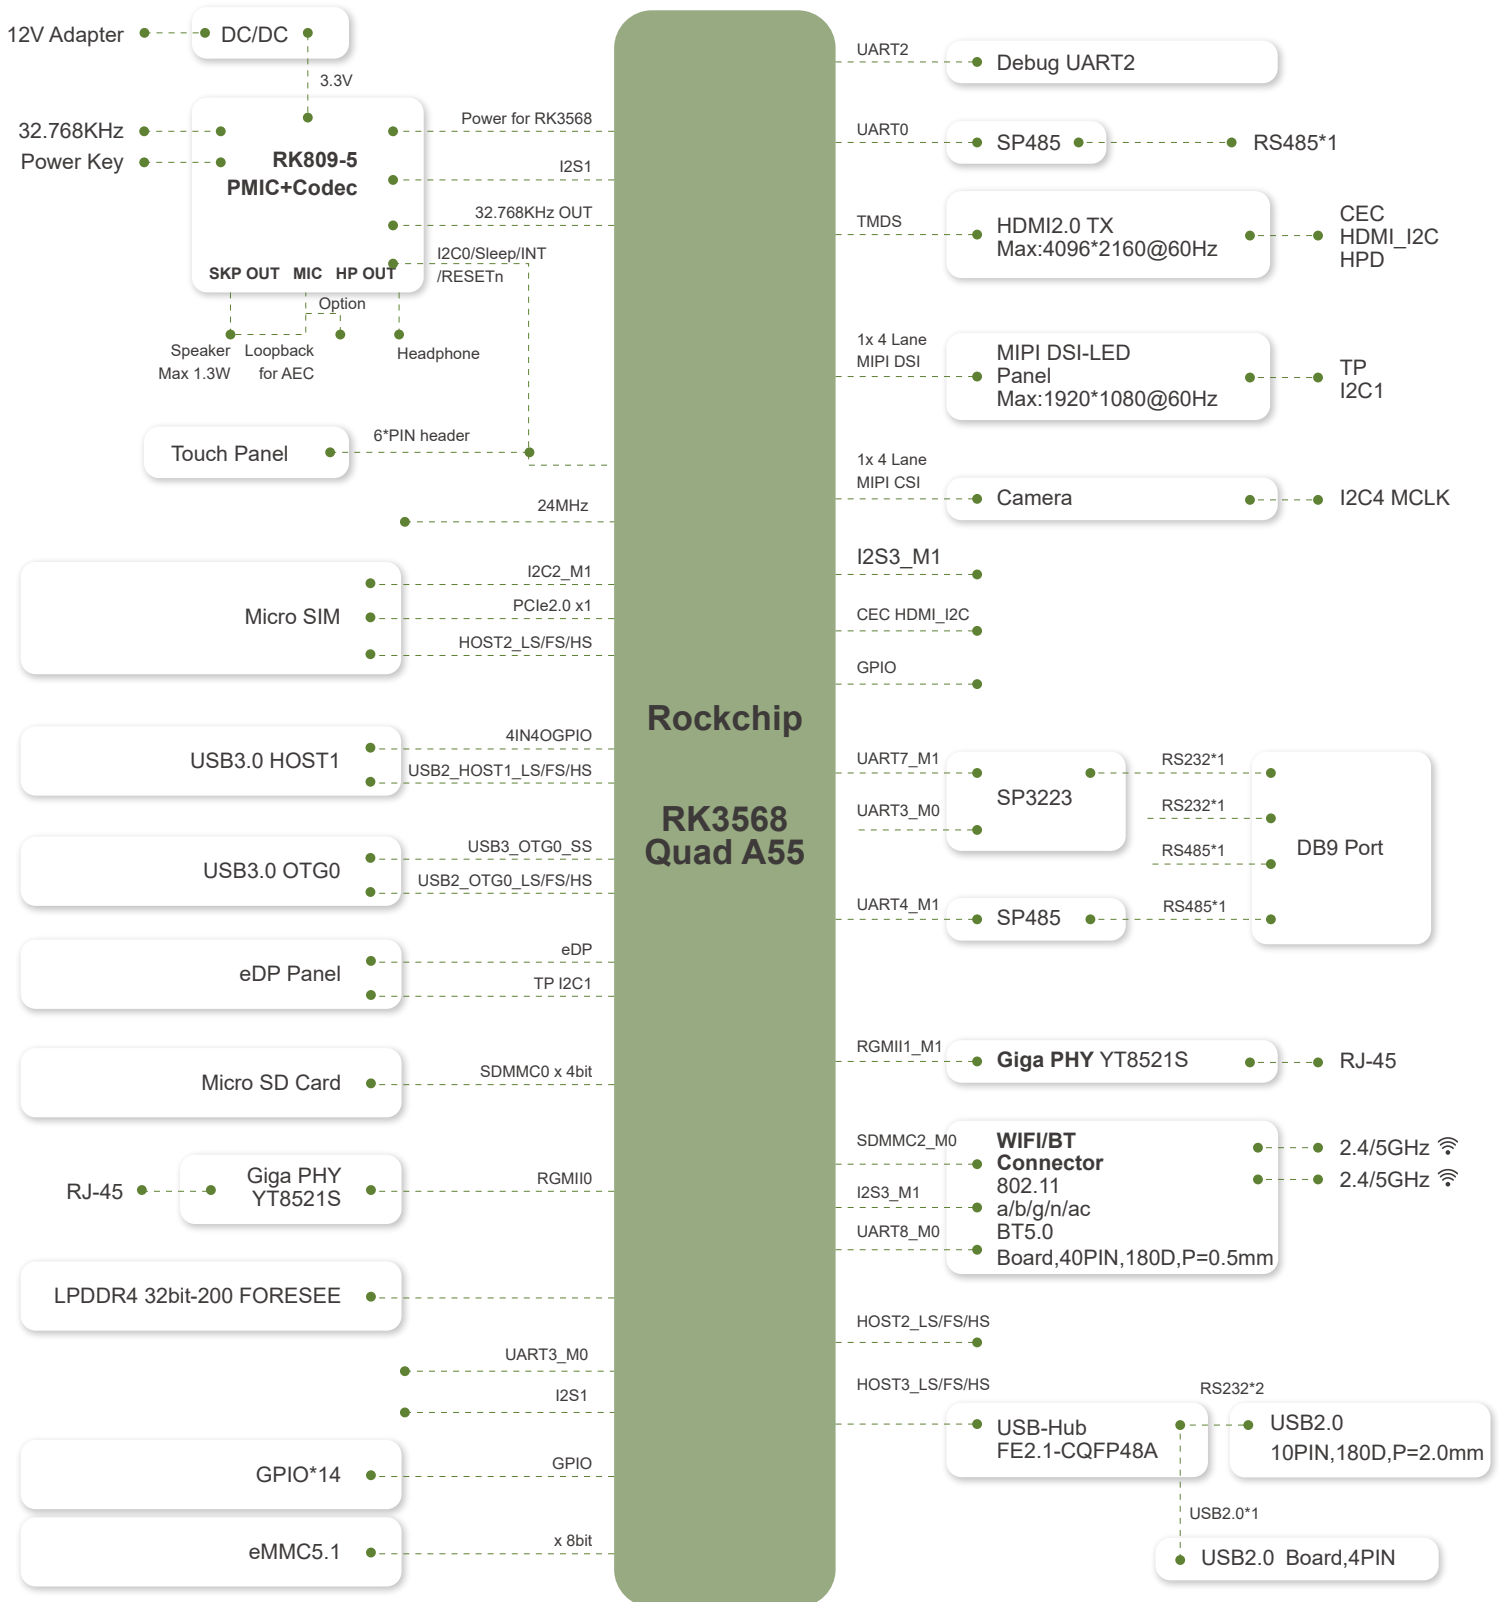 12V Adapter
DC/DC
3.3V
32.768KHz
Power Key
RK809-5
PMIC+Codec
SKP OUT MIC HP OUT
Option
Speaker
Max 1.3W
Loopback
for AEC
Headphone
Power for RK3568
I2S1
32.768KHz OUT
I2C0/Sleep/INT
/RESETn
Touch Panel
6*PIN header
24MHz
Micro SIM
I2C2_M1
PCIe2.0 x1
HOST2_LS/FS/HS
USB3.0 HOST1
4IN4OGPIO
USB2_HOST1_LS/FS/HS
USB3.0 OTG0
USB3_OTG0_SS
USB2_OTG0_LS/FS/HS
eDP Panel
eDP
TP I2C1
Micro SD Card
SDMMC0 x 4bit
RJ-45
Giga PHY
YT8521S
RGMII0
LPDDR4 32bit-200 FORESEE
UART3_M0
I2S1
GPIO*14
GPIO
eMMC5.1
x 8bit
Rockchip
RK3568
Quad A55
UART2
Debug UART2
UART0
SP485
RS485*1
TMDS
HDMI2.0 TX
Max:4096*2160@60Hz
CEC
HDMI_I2C
HPD
1x 4 Lane
MIPI DSI
MIPI DSI-LED
Panel
Max:1920*1080@60Hz
TP
I2C1
1x 4 Lane
MIPI CSI
Camera
I2C4 MCLK
I2S3_M1
CEC HDMI_I2C
GPIO
UART7_M1
UART3_M0
SP3223
RS232*1
RS232*1
RS485*1
RS485*1
DB9 Port
UART4_M1
SP485
RGMII1_M1
Giga PHY YT8521S
RJ-45
SDMMC2_M0
I2S3_M1
UART8_M0
WIFI/BT
Connector
802.11
a/b/g/n/ac
BT5.0
Board,40PIN,180D,P=0.5mm
2.4/5GHz
2.4/5GHz
HOST2_LS/FS/HS
HOST3_LS/FS/HS
USB-Hub
FE2.1-CQFP48A
RS232*2
USB2.0
10PIN,180D,P=2.0mm
USB2.0*1
USB2.0 Board,4PIN